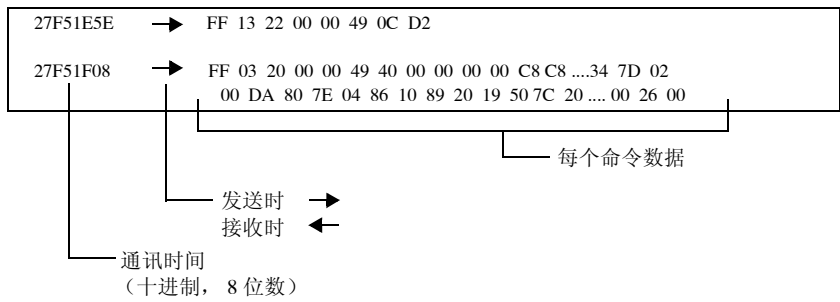 27F51E5E → FF 13 22 00 00 49 0C D2
27F51F08 → FF 03 20 00 00 49 40 00 00 00 00 C8 C8 ....34 7D 02
00 DA 80 7E 04 86 10 89 20 19 50 7C 20 .... 00 26 00
每个命令数据
发送时 →
接收时 ←
通讯时间
（十进制， 8 位数）